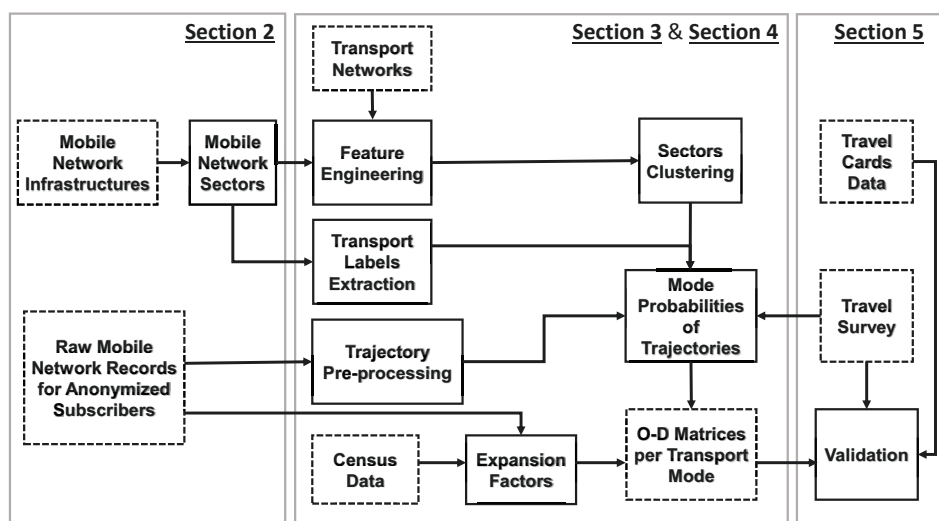 Section 2
Section 3 & Section 4
Section 5
Transport
Networks
Mobile
Network
Infrastructures
Mobile
Network
Sectors
Feature
Engineering
Sectors
Clustering
Travel
Cards
Data
Transport
Labels
Extraction
Mode
Probabilities
of
Trajectories
Travel
Survey
Raw Mobile
Network Records
for Anonymized
Subscribers
Trajectory
Pre-processing
Census
Data
Expansion
Factors
O-D Matrices
per Transport
Mode
Validation